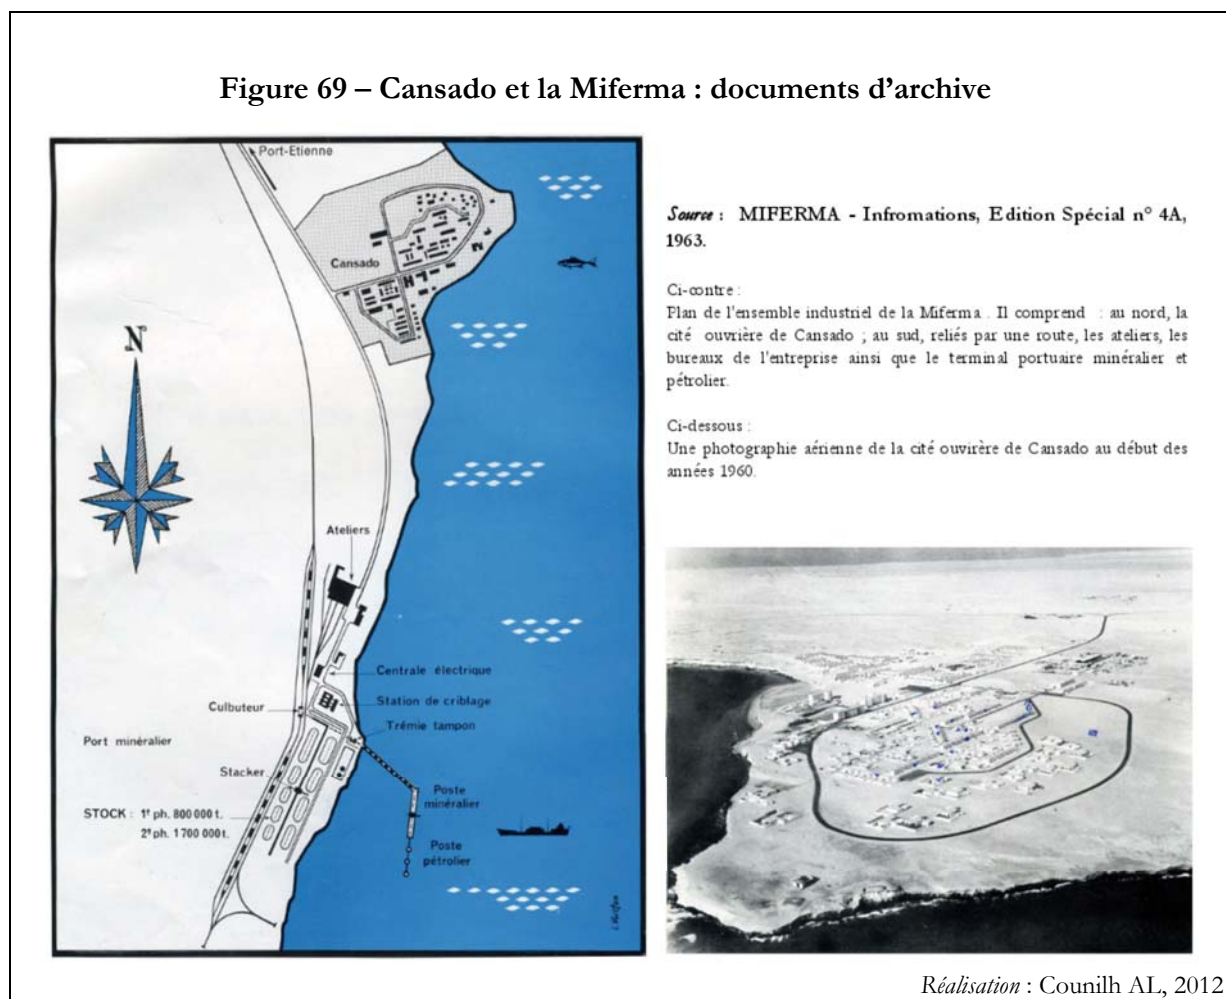 Figure 69 – Cansado et la Miferma : documents d'archive
Port-Etienne
Cansado
N
Ateliers
Centrale électrique
Station de criblage
Culbuteur
Trémie tampon
Port minéralier
Stacker
Poste
minéralier
STOCK : 1e ph. 800 000 t.
2e ph. 1 700 000 t.
Poste
pétrolier
Source : MIFERMA - Infromations, Edition Spécial n° 4A,
1963.
Ci-contre :
Plan de l'ensemble industriel de la Miferma . Il comprend : au nord, la
cité ouvrière de Cansado ; au sud, reliés par une route, les ateliers, les
bureaux de l'entreprise ainsi que le terminal portuaire minéralier et
pétrolier.
Ci-dessous :
Une photographie aérienne de la cité ouvirère de Cansado au début des
années 1960.
Réalisation : Counilh AL, 2012